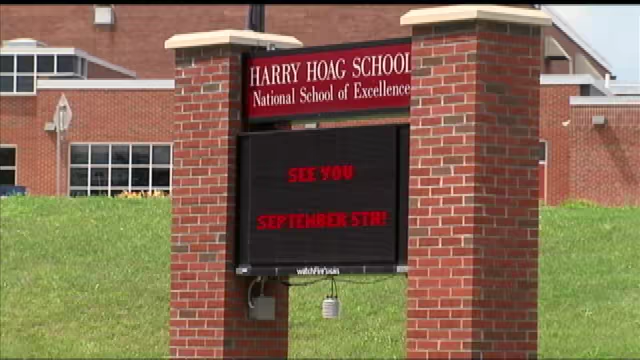 HARRY HOAG SCHOOL
National School of Excellence
SEE YOU
SEPTEMBER 5TH!